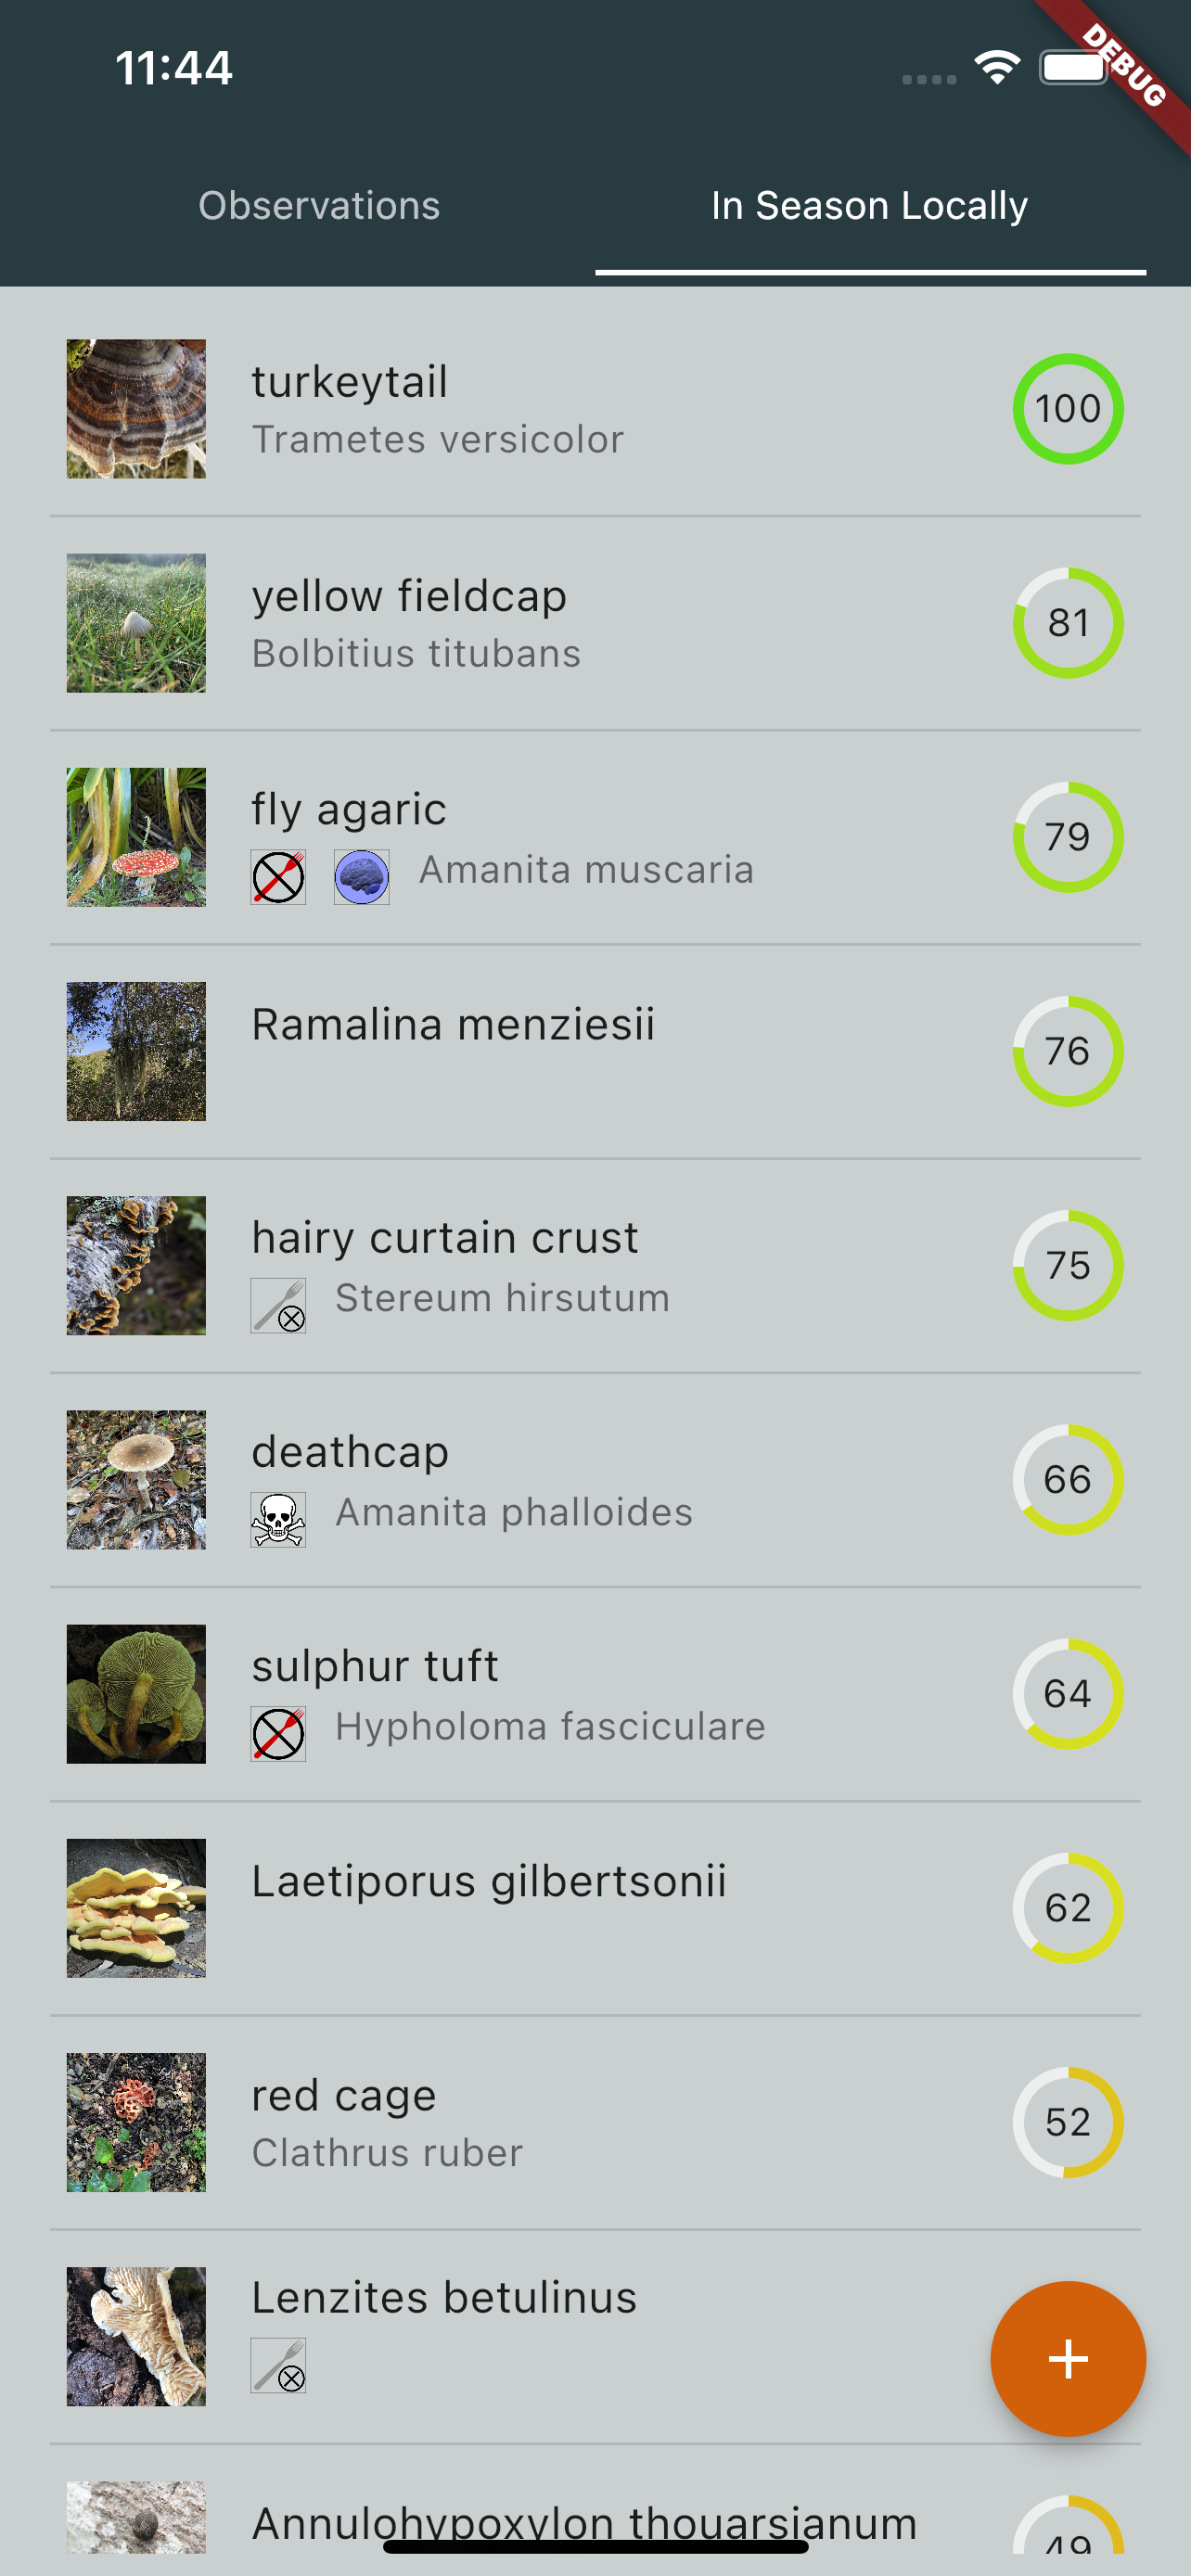 11:44
DEBUG
Observations
In Season Locally
turkeytail
Trametes versicolor
100
yellow fieldcap
Bolbitius titubans
81
fly agaric
Amanita muscaria
79
Ramalina menziesii
76
hairy curtain crust
Stereum hirsutum
75
deathcap
Amanita phalloides
66
sulphur tuft
Hypholoma fasciculare
64
Laetiporus gilbertsonii
62
red cage
Clathrus ruber
52
Lenzites betulinus
+
Annulohypoxylon thouarsianum
49